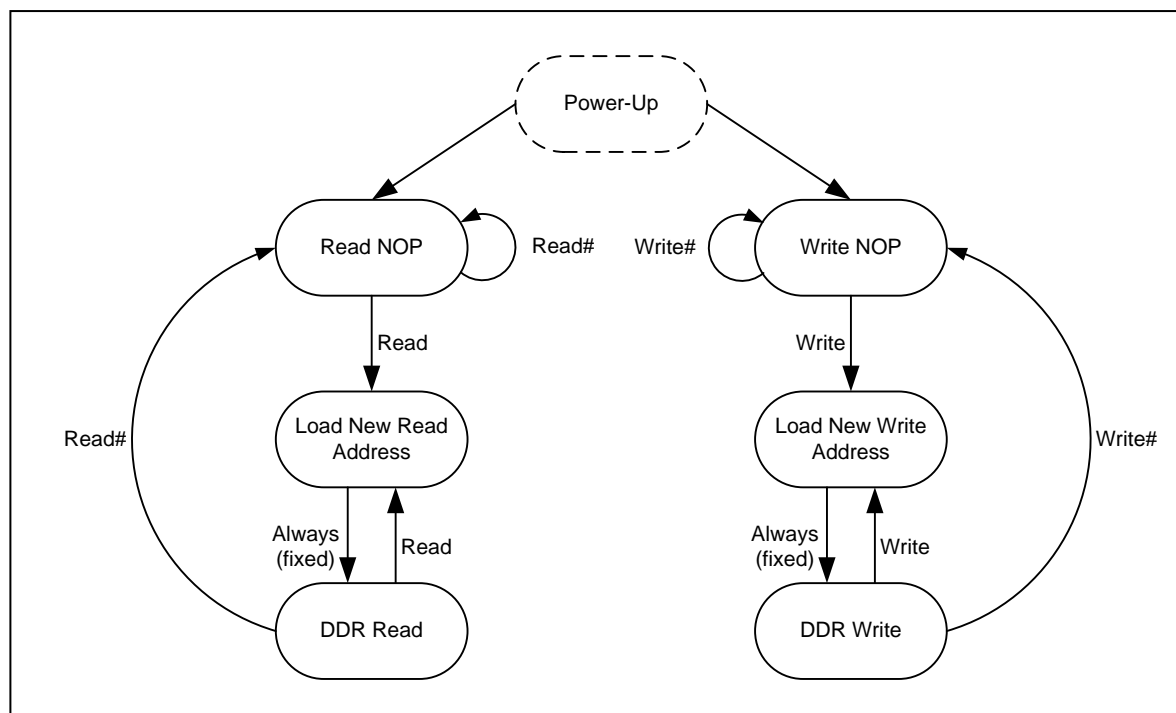 Power-Up
Read NOP
Read#
Write#
Write NOP
Read
Write
Load New Read
Address
Load New Write
Address
Read#
Write#
Always
(fixed)
Read
Always
(fixed)
Write
DDR Read
DDR Write